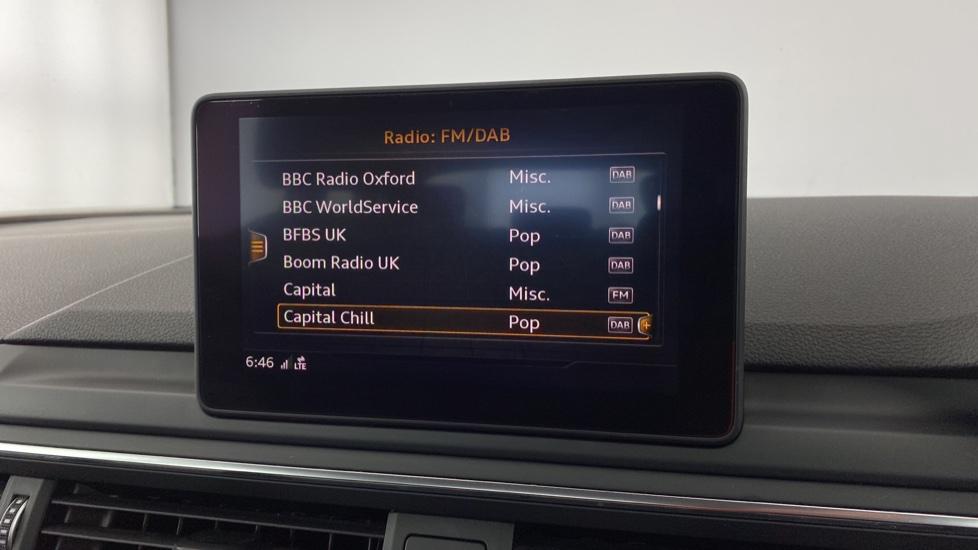 Radio: FM/DAB
BBC Radio Oxford Misc. DAB
BBC WorldService Misc. DAB
BFBS UK Pop DAB
Boom Radio UK Pop DAB
Capital Misc. FM
Capital Chill Pop DAB +
6:46 LTE